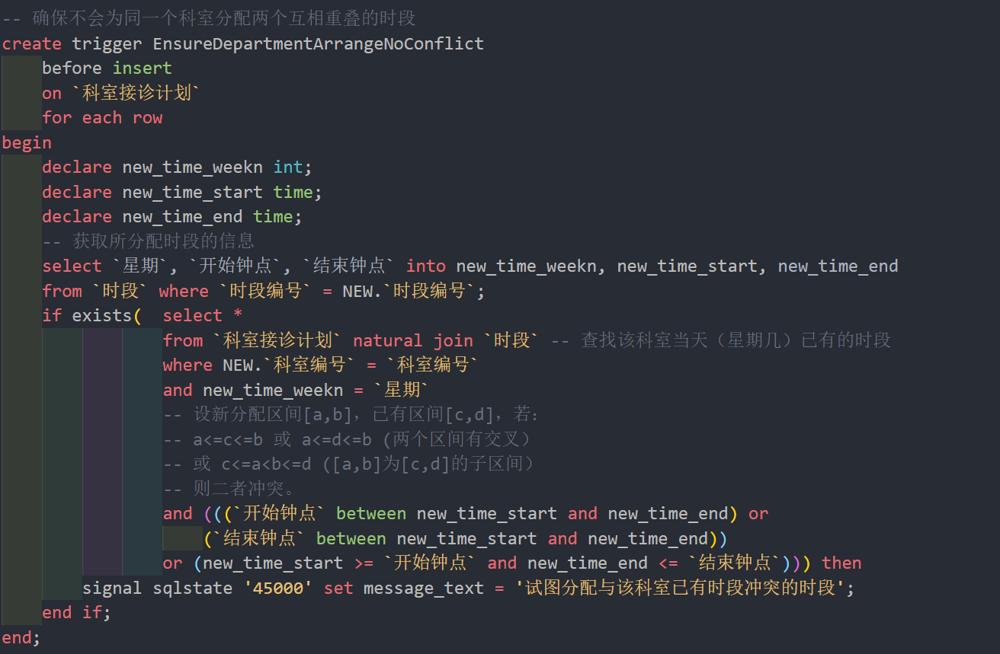 -- 确保不会为同一个科室分配两个互相重叠的时段
create trigger EnsureDepartmentArrangeNoConflict
    before insert
    on `科室接诊计划`
    for each row
begin
    declare new_time_weekn int;
    declare new_time_start time;
    declare new_time_end time;
    -- 获取所分配时段的信息
    select `星期`, `开始钟点`, `结束钟点` into new_time_weekn, new_time_start, new_time_end
    from `时段` where `时段编号` = NEW.`时段编号`;
    if exists(  select *
                from `科室接诊计划` natural join `时段` -- 查找该科室当天（星期几）已有的时段
                where NEW.`科室编号` = `科室编号`
                and new_time_weekn = `星期`
                -- 设新分配区间[a,b]，已有区间[c,d]，若：
                -- a<=c<=b 或 a<=d<=b (两个区间有交叉）
                -- 或 c<=a<b<=d ([a,b]为[c,d]的子区间）
                -- 则二者冲突。
                and (((`开始钟点` between new_time_start and new_time_end) or
                    (`结束钟点` between new_time_start and new_time_end))
                or (new_time_start >= `开始钟点` and new_time_end <= `结束钟点`))) then
        signal sqlstate '45000' set message_text = '试图分配与该科室已有时段冲突的时段';
    end if;
end;